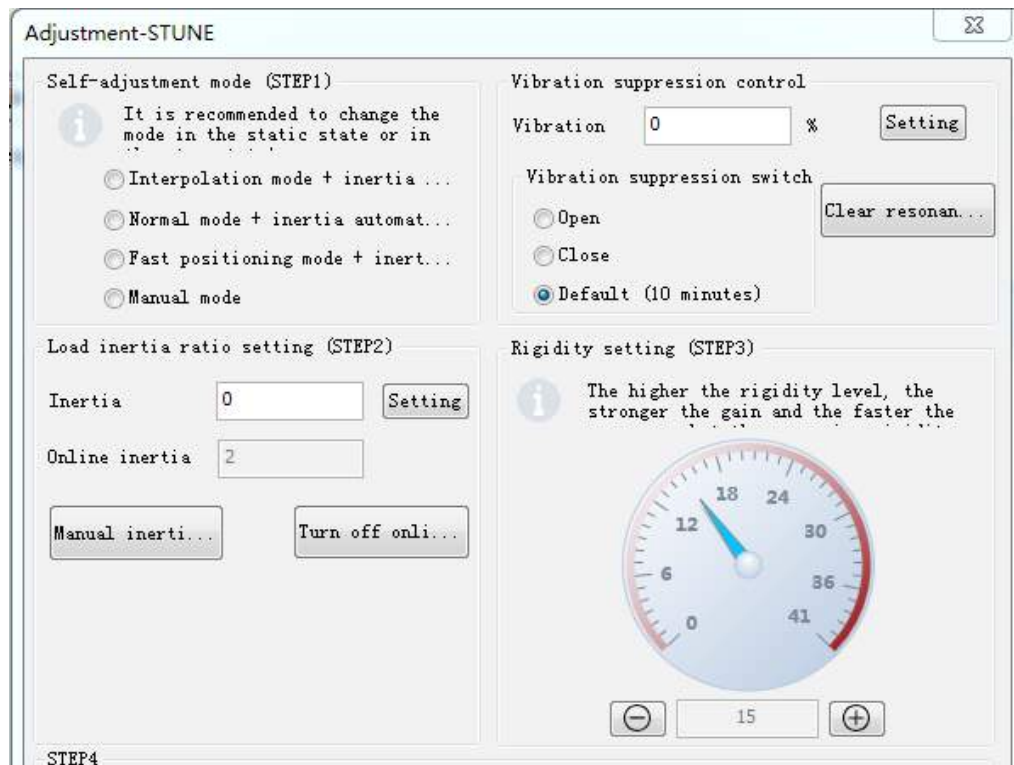 Adjustment-STUNE
Self-adjustment mode (STEP1)
It is recommended to change the
mode in the static state or in
Interpolation mode + inertia ...
Normal mode + inertia automat...
Fast positioning mode + inert...
Manual mode
Vibration suppression control
Vibration 0 % Setting
Vibration suppression switch
Open
Close
Default (10 minutes)
Clear resonan...
Load inertia ratio setting (STEP2)
Inertia 0 Setting
Online inertia 2
Manual inerti... Turn off onli...
Rigidity setting (STEP3)
The higher the rigidity level, the
stronger the gain and the faster the
0
6
12
18
24
30
36
41
15
STEP4